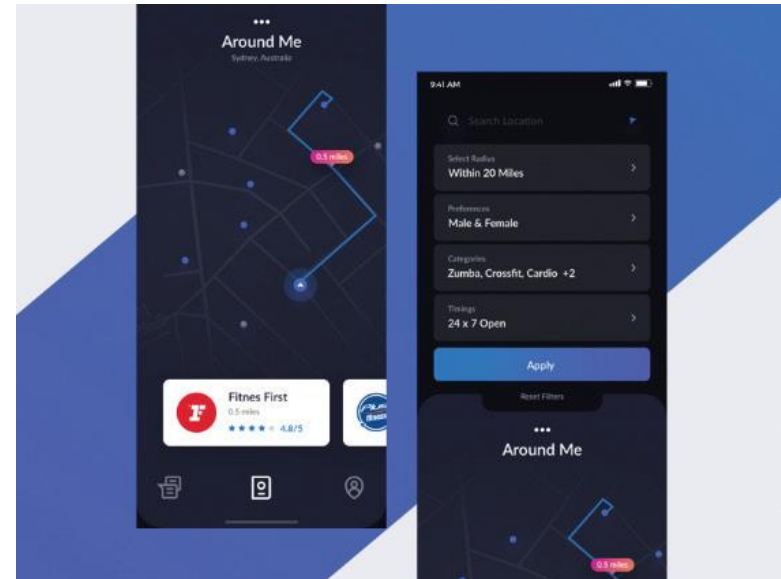 Around Me
Sydney, Australia
0.5 miles
Fitnes First
0.5 miles
4.8/5
9:41 AM
Search Location
Select Radius
Within 20 Miles
Preferences
Male & Female
Categories
Zumba, Crossfit, Cardio +2
Timings
24 x 7 Open
Apply
Reset Filters
Around Me
0.5 miles